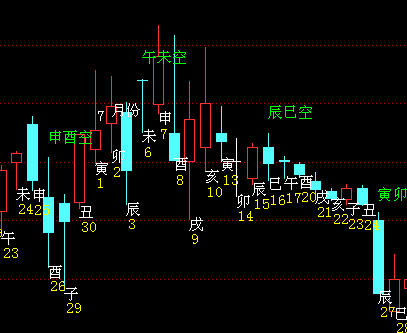 午未空
辰巳空
7月份
申酉空
申
7
未
6
卯
2
酉
8
寅
1
亥
10
寅
13
未
24
申
25
巳
16
午
17
酉
20
辰
15
寅卯
戌
21
卯
14
亥
22
子
23
丑
24
丑
30
辰
3
戌
9
午
23
酉
26
子
29
辰
27
巳
28